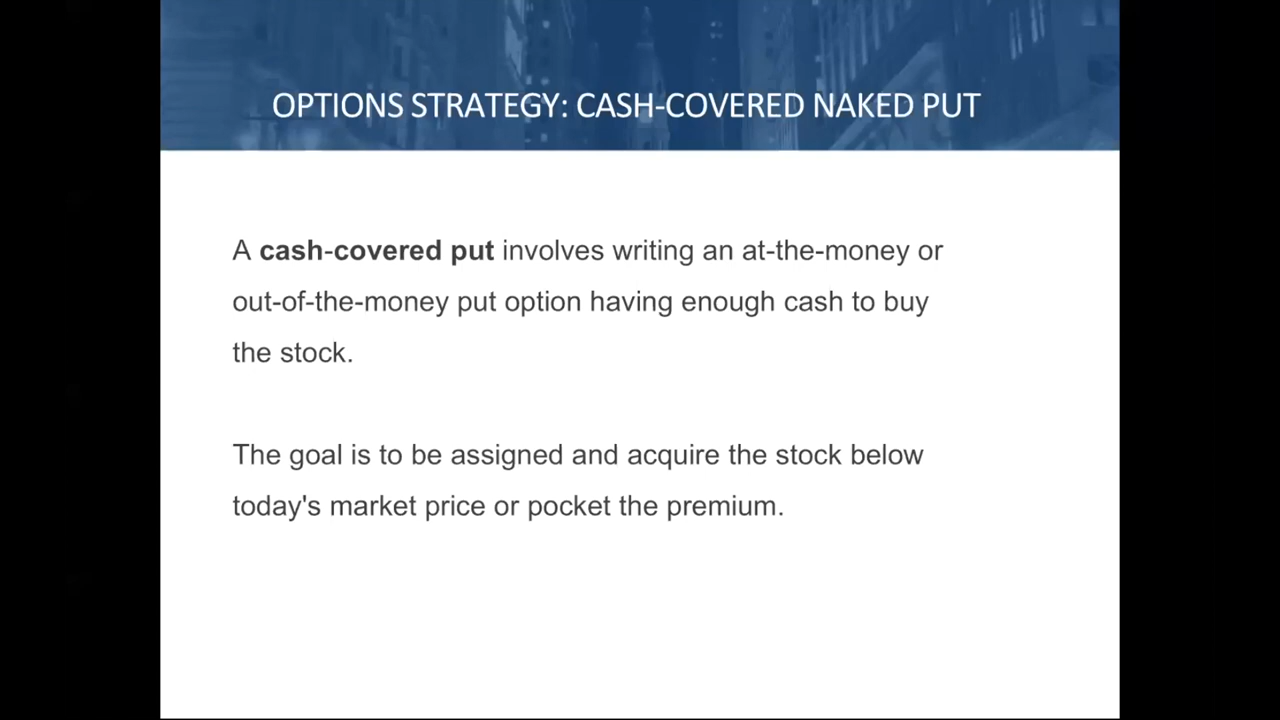 OPTIONS STRATEGY: CASH-COVERED NAKED PUT
A cash-covered put involves writing an at-the-money or
out-of-the-money put option having enough cash to buy
the stock.
The goal is to be assigned and acquire the stock below
today's market price or pocket the premium.